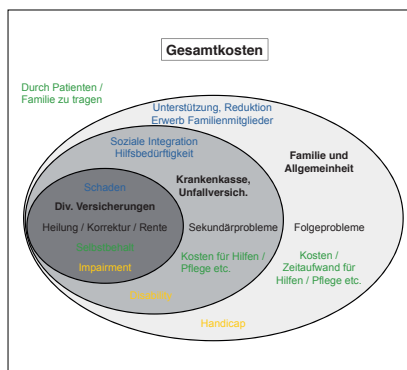 Gesamtkosten
Durch Patienten /
Familie zu tragen
Unterstützung, Reduktion
Erwerb Familienmitglieder
Soziale Integration
Hilfsbedürftigkeit
Familie und
Allgemeinheit
Krankenkasse,
Unfallversich.
Schaden
Div. Versicherungen
Heilung / Korrektur / Rente
Sekundärprobleme
Folgeprobleme
Selbstbehalt
Kosten für Hilfen /
Pflege etc.
Kosten /
Zeitaufwand für
Hilfen / Pflege etc.
Impairment
Disability
Handicap